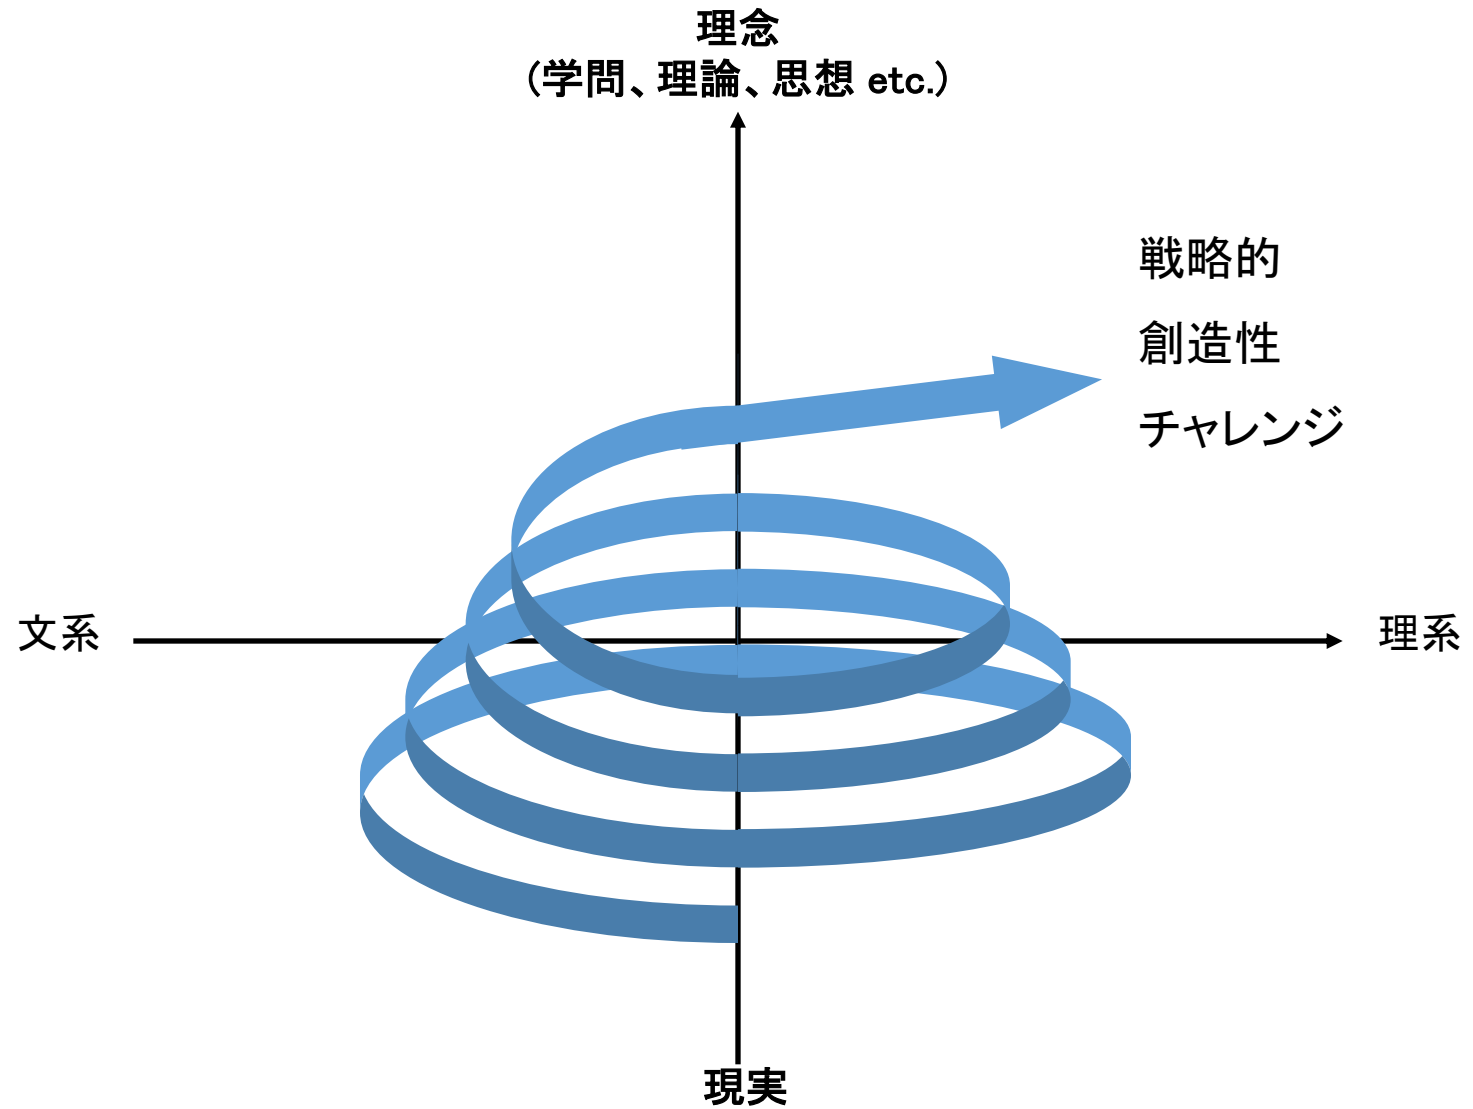 理念
(学問、理論、思想 etc.)
戦略的
創造性
チャレンジ
文系
理系
現実